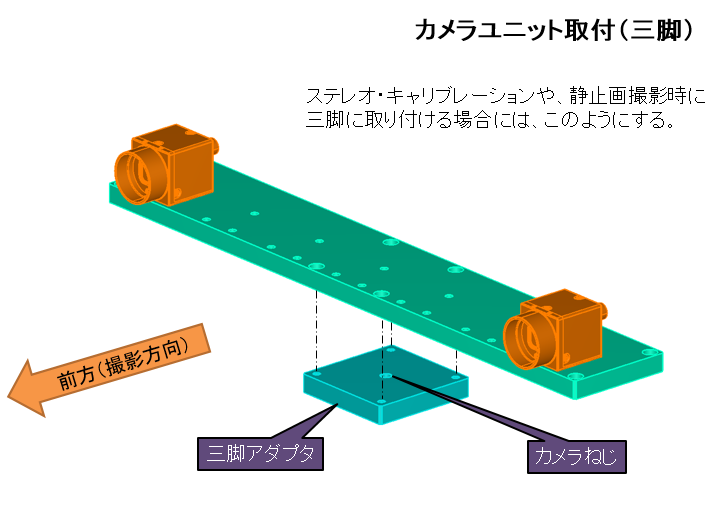 カメラユニット取付（三脚）
ステレオ・キャリブレーションや、静止画撮影時に
三脚に取り付ける場合には、このようにする。
前方（撮影方向）
三脚アダプタ
カメラねじ